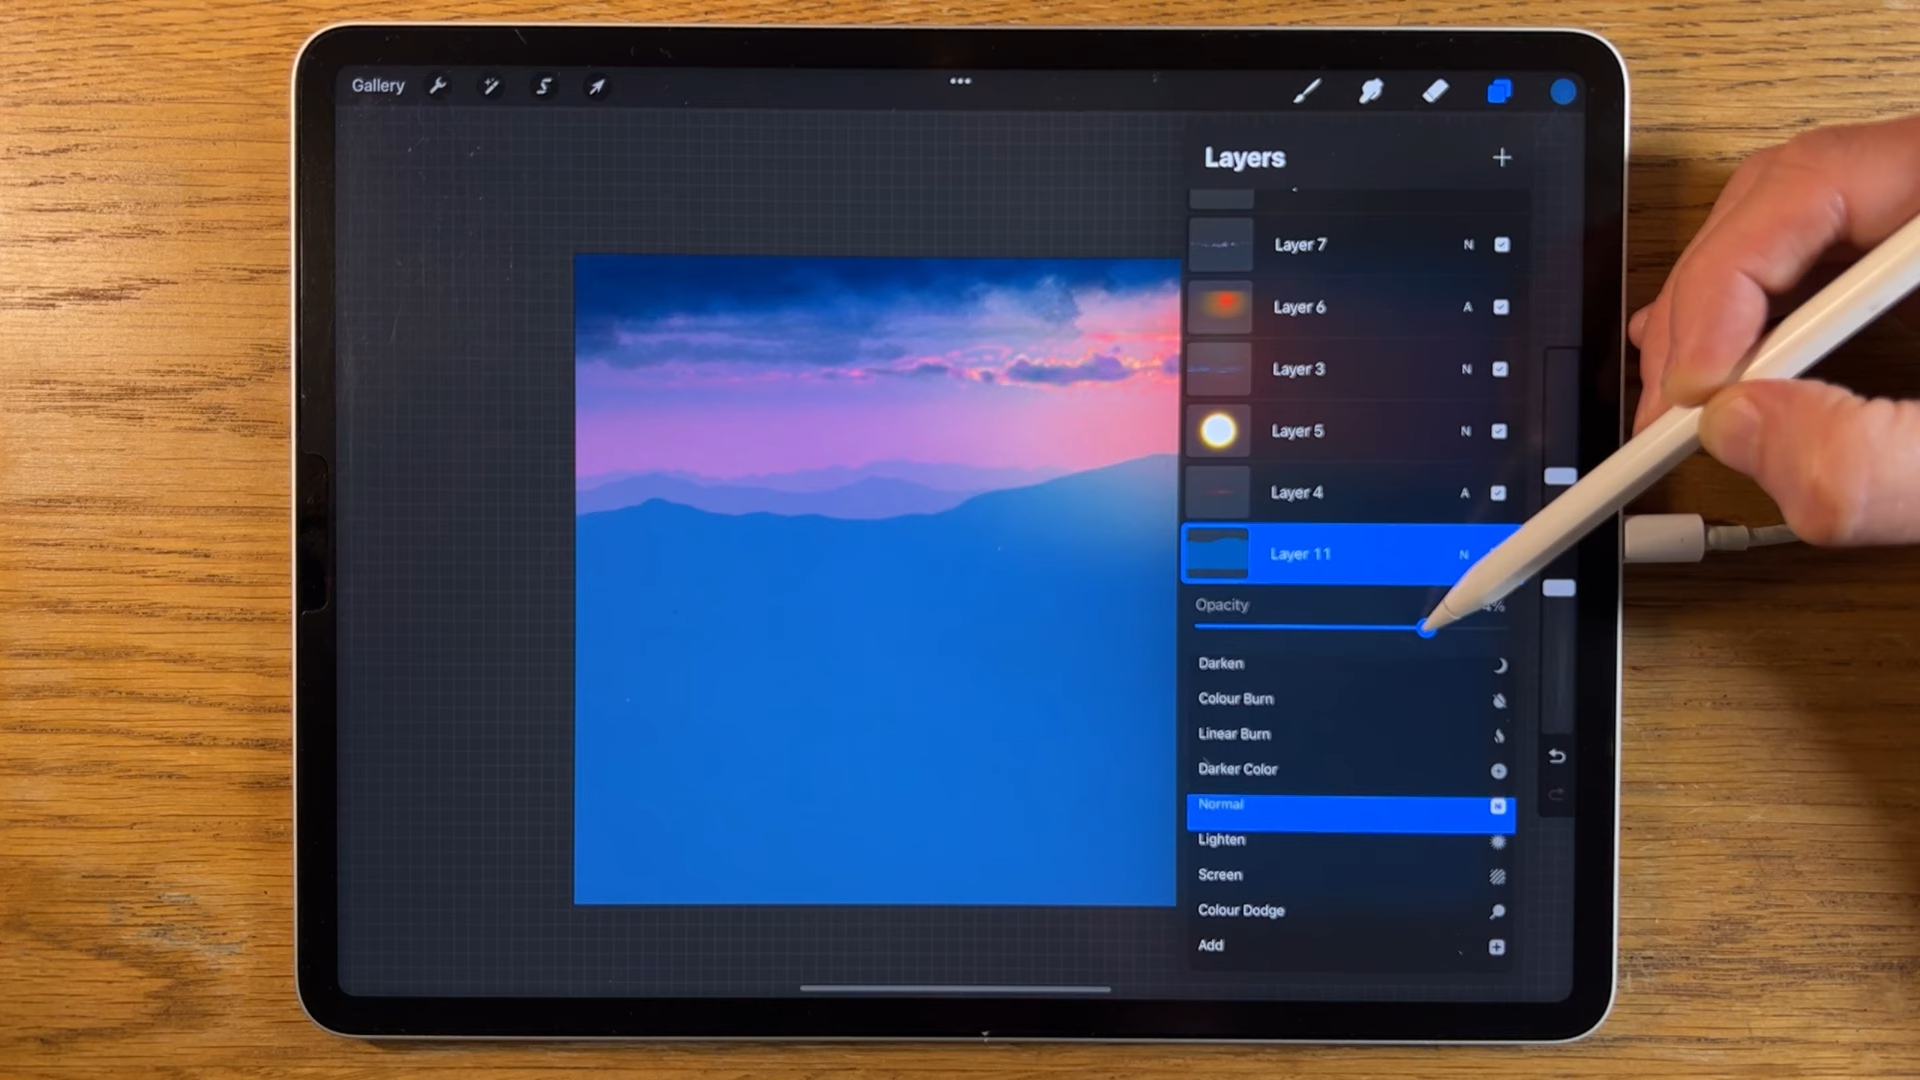 Gallery
Layers
Layer 7 N
Layer 6 A
Layer 3 N
Layer 5 N
Layer 4 A
Layer 11 N
Opacity
Darken
Colour Burn
Linear Burn
Darker Color
Normal N
Lighten
Screen
Colour Dodge
Add